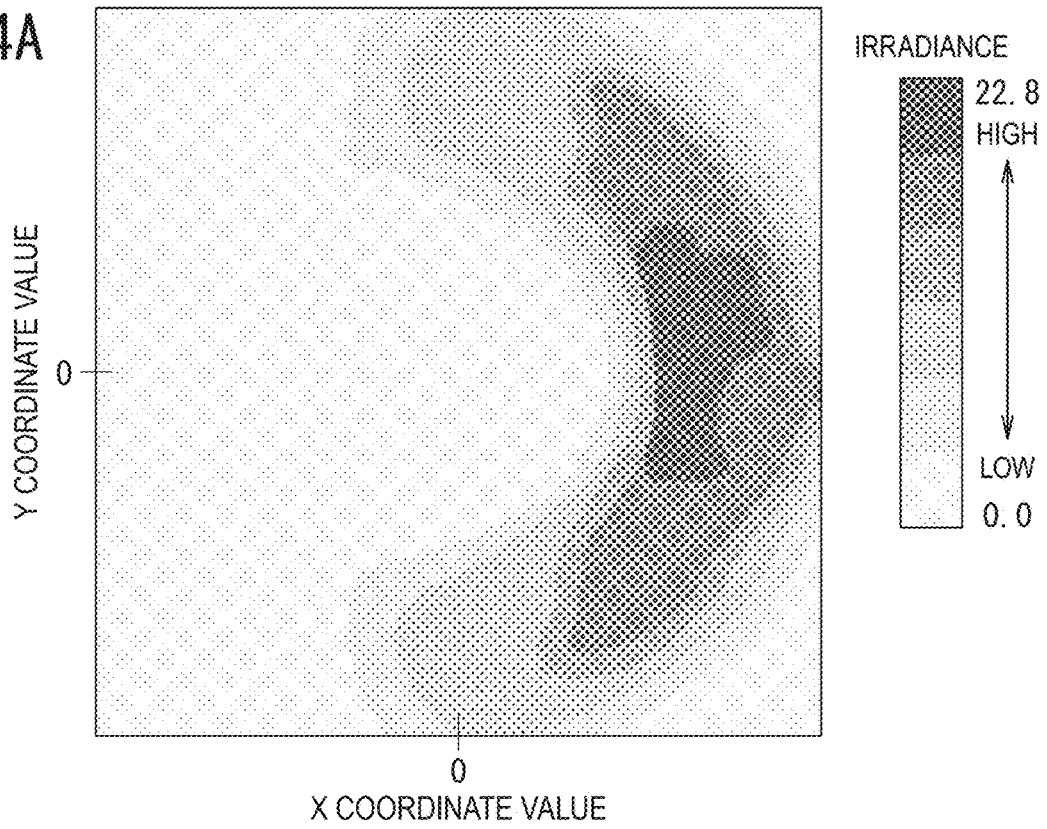 4A
IRRADIANCE
22.8
HIGH
LOW
0.0
Y COORDINATE VALUE
0
0
X COORDINATE VALUE